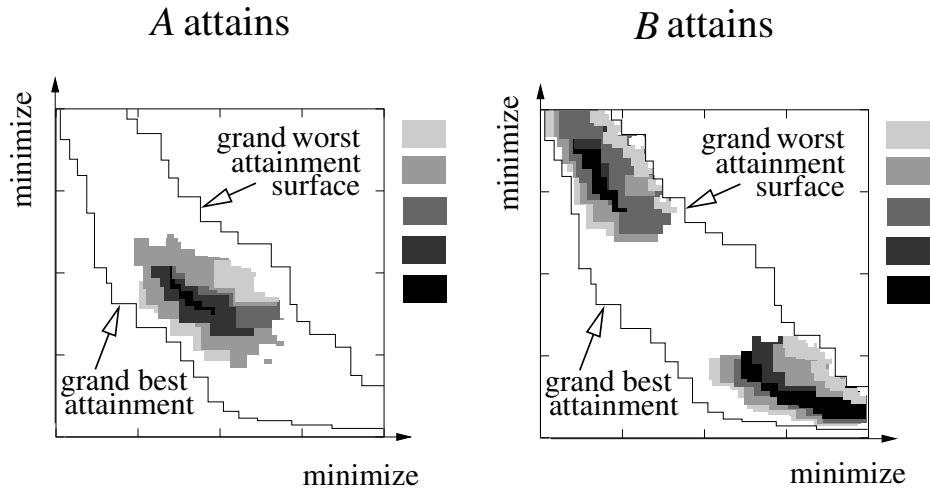 A attains
minimize
grand worst
attainment
surface
grand best
attainment
minimize
B attains
minimize
grand worst
attainment
surface
grand best
attainment
minimize